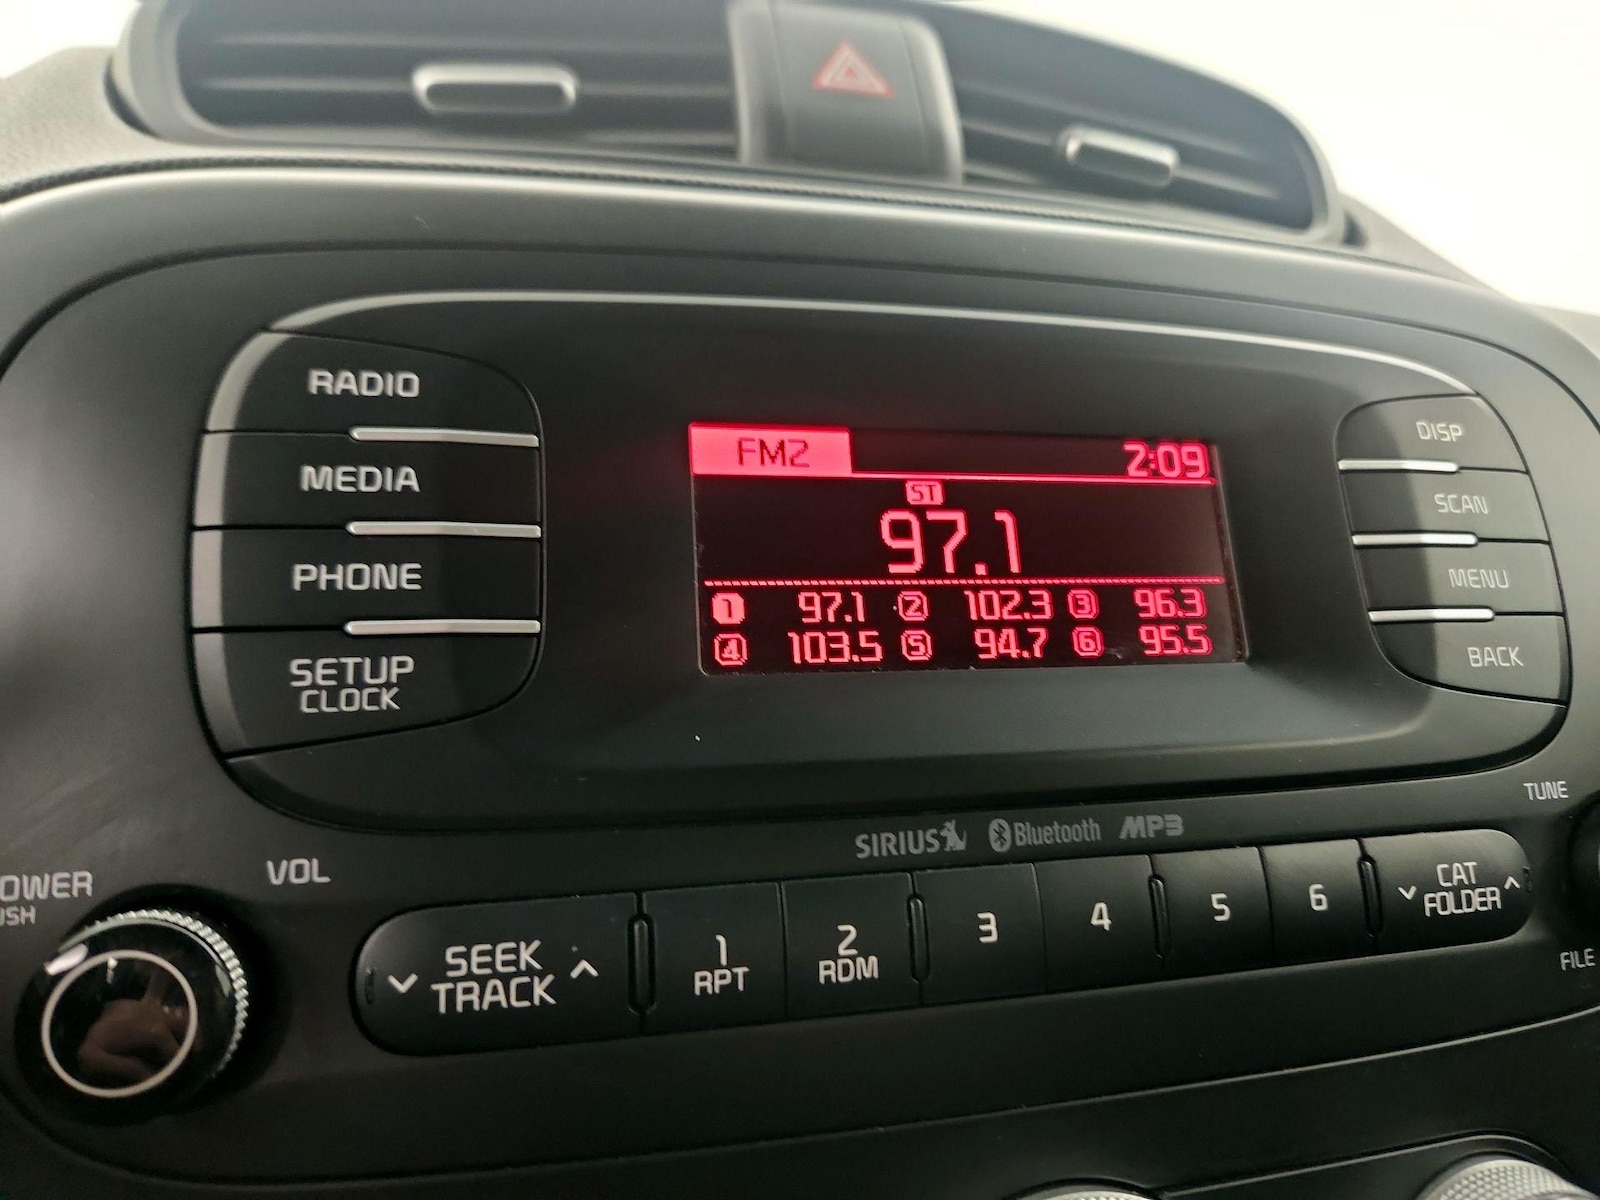 RADIO
MEDIA
PHONE
SETUP
CLOCK
FM2 2:09
ST
97.1
1 97.1 2 102.3 3 96.3
4 103.5 5 94.7 6 95.5
DISP
SCAN
MENU
BACK
TUNE
SIRIUS Bluetooth MP3
OWER
USH
VOL
SEEK
TRACK
1
RPT
2
RDM
3
4
5
6
CAT
FOLDER
FILE